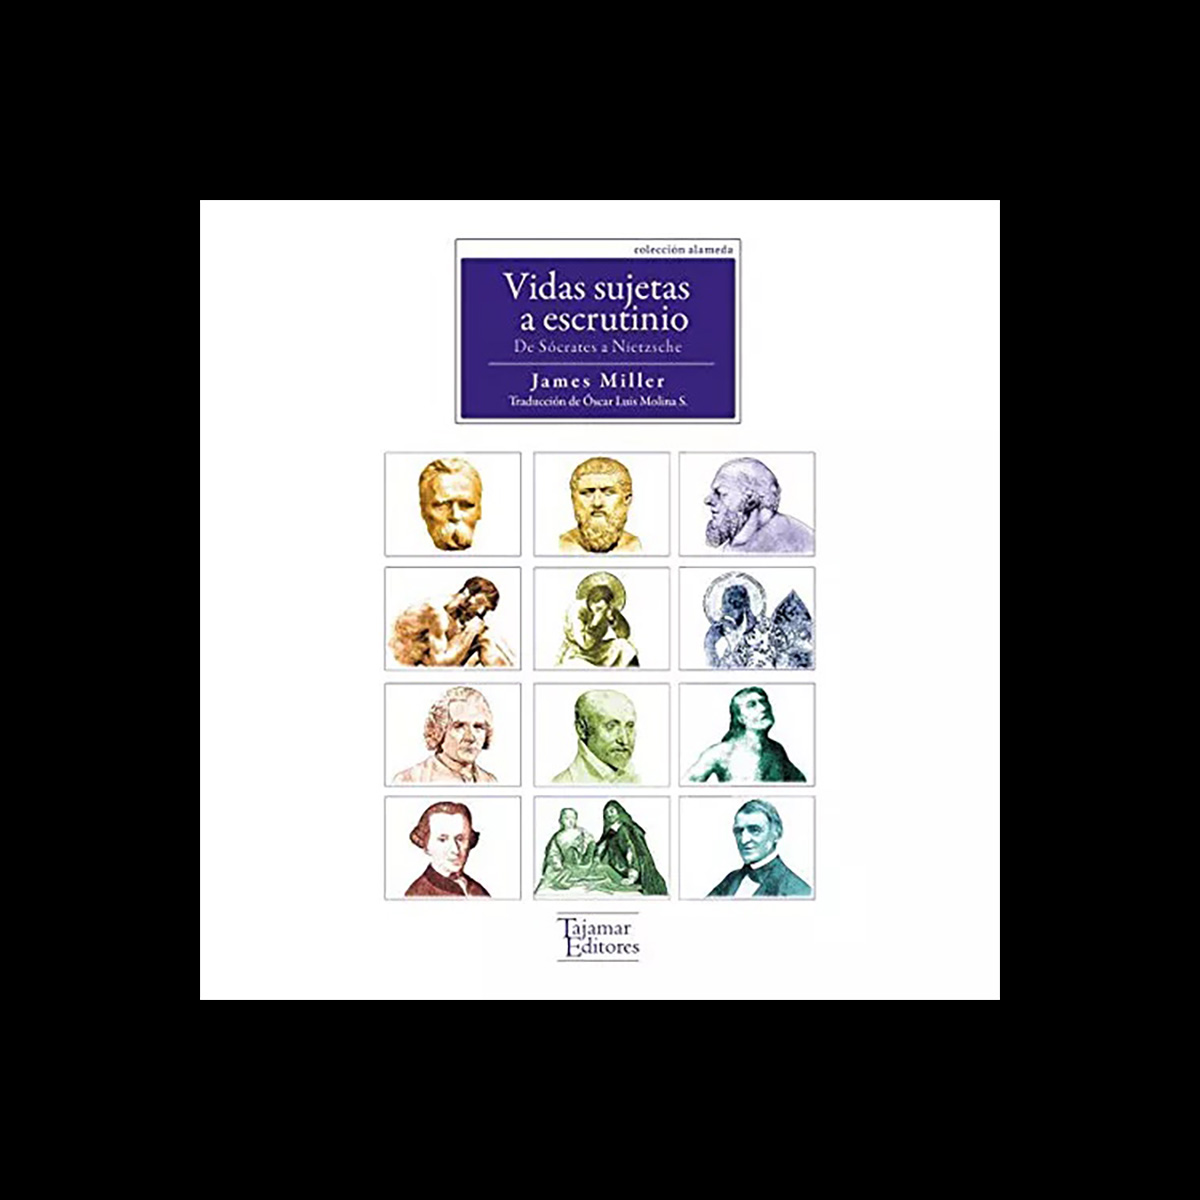 colección alameda
Vidas sujetas
a escrutinio
De Sócrates a Nietzsche
James Miller
Traducción de Óscar Luis Molina S.
Tajamar
Editores